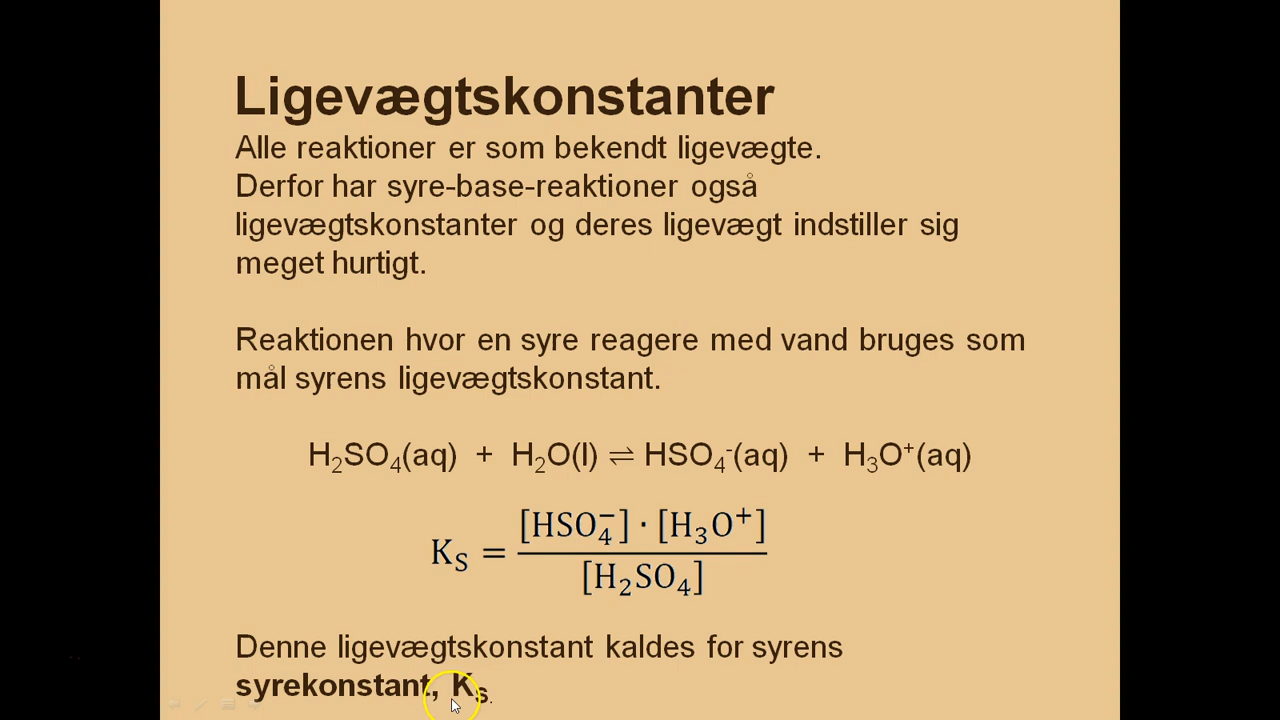 Ligevægtskonstanter
Alle reaktioner er som bekendt ligevægte.
Derfor har syre-base-reaktioner også
ligevægtskonstanter og deres ligevægt indstiller sig
meget hurtigt.
Reaktionen hvor en syre reagere med vand bruges som
mål syrens ligevægtskonstant.
H₂SO₄(aq) + H₂O(l) ⇌ HSO₄⁻(aq) + H₃O⁺(aq)
K_S = [HSO₄⁻] · [H₃O⁺] / [H₂SO₄]
Denne ligevægtskonstant kaldes for syrens
syrekonstant, Kₛ.